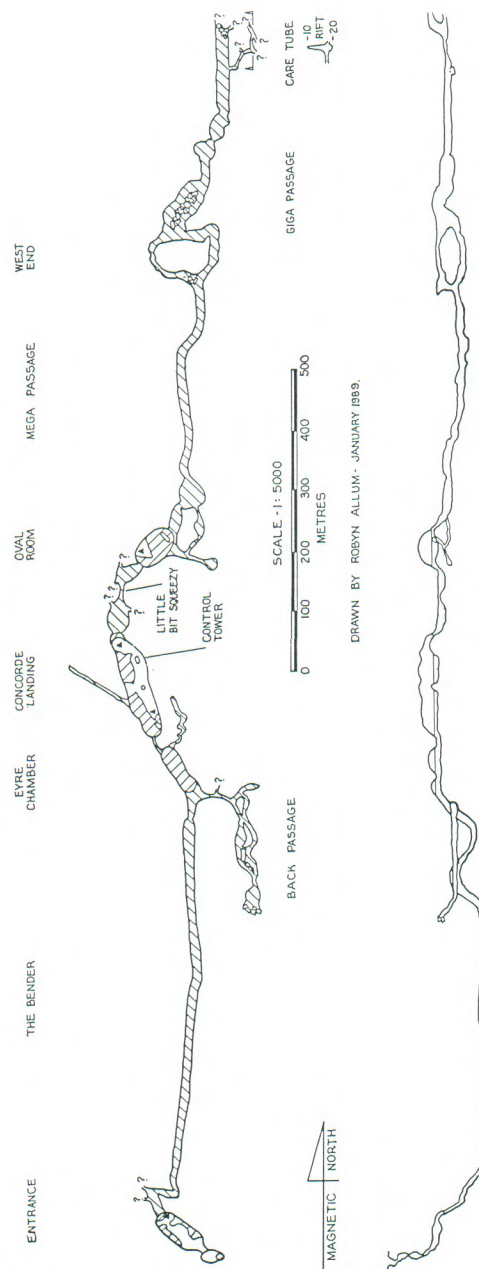 ENTRANCE
THE BENDER
EYRE
CHAMBER
CONCORDE
LANDING
OVAL
ROOM
MEGA PASSAGE
WEST
END
? ?
?
? ?
?
?
? ?
? ?
? ?
LITTLE
BIT SQUEEZY
CONTROL
TOWER
BACK PASSAGE
GIGA PASSAGE
CARE TUBE
-10
RIFT
-20
SCALE - 1: 5000
0 100 200 300 400 500
METRES
MAGNETIC NORTH
DRAWN BY ROBYN ALLUM - JANUARY 1989.